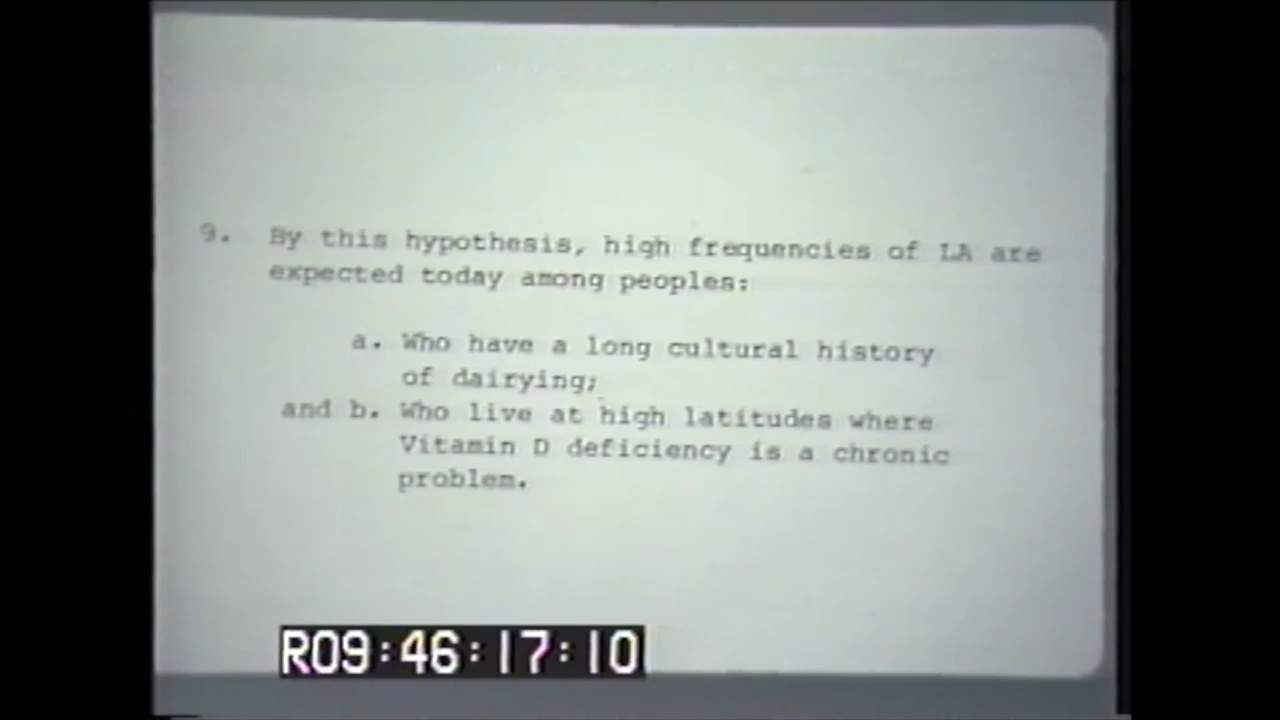 9. By this hypothesis, high frequencies of LA are
expected today among peoples:
a. Who have a long cultural history
of dairying;
and b. Who live at high latitudes where
Vitamin D deficiency is a chronic
problem.
R09:46:17:10